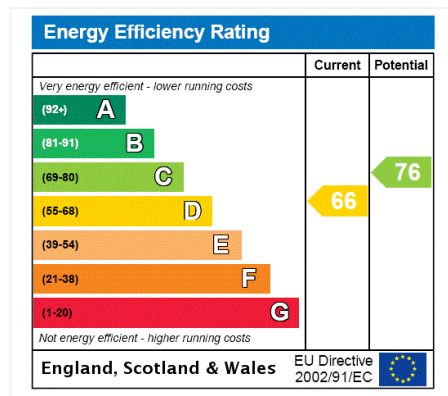 Energy Efficiency Rating
Current Potential
Very energy efficient - lower running costs
(92+) A
(81-91) B
(69-80) C 76
(55-68) D 66
(39-54) E
(21-38) F
(1-20) G
Not energy efficient - higher running costs
England, Scotland & Wales EU Directive
2002/91/EC